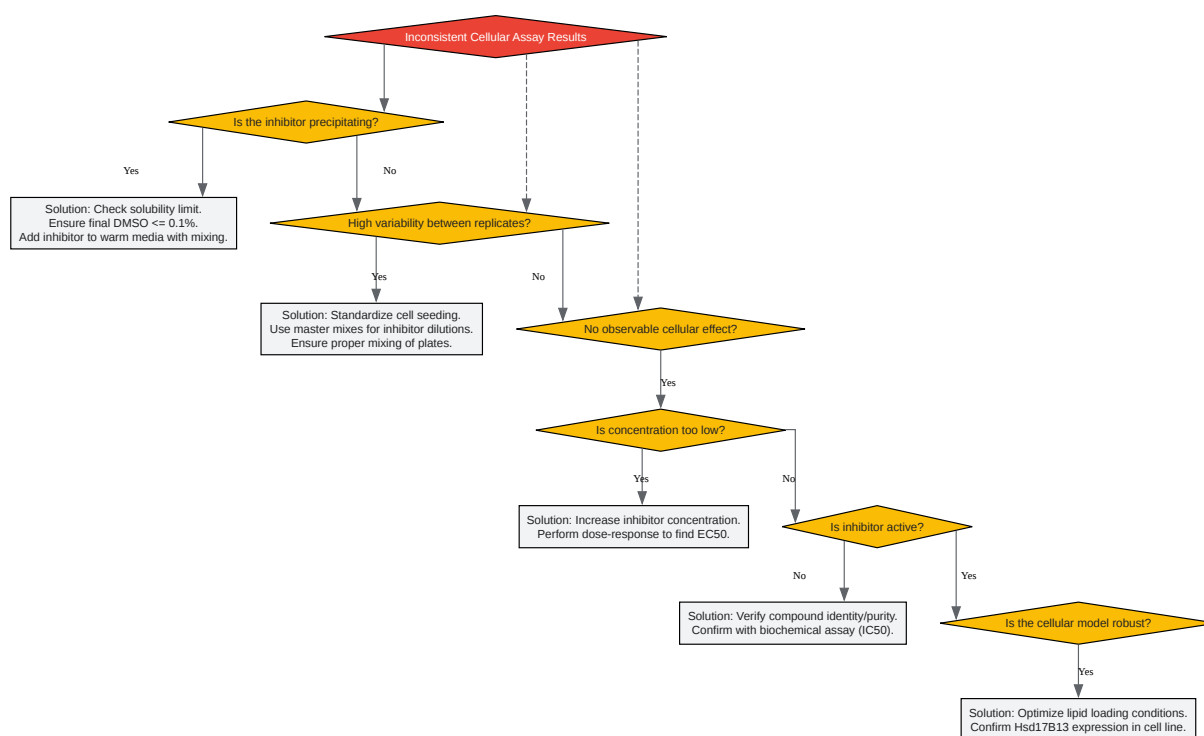 Inconsistent Cellular Assay Results
Is the inhibitor precipitating?
Yes
No
Solution: Check solubility limit.
Ensure final DMSO <= 0.1%.
Add inhibitor to warm media with mixing.
High variability between replicates?
Yes
No
Solution: Standardize cell seeding.
Use master mixes for inhibitor dilutions.
Ensure proper mixing of plates.
No observable cellular effect?
Yes
Is concentration too low?
Yes
No
Solution: Increase inhibitor concentration.
Perform dose-response to find EC50.
Is inhibitor active?
No
Yes
Solution: Verify compound identity/purity.
Confirm with biochemical assay (IC50).
Is the cellular model robust?
Yes
Solution: Optimize lipid loading conditions.
Confirm Hsd17B13 expression in cell line.